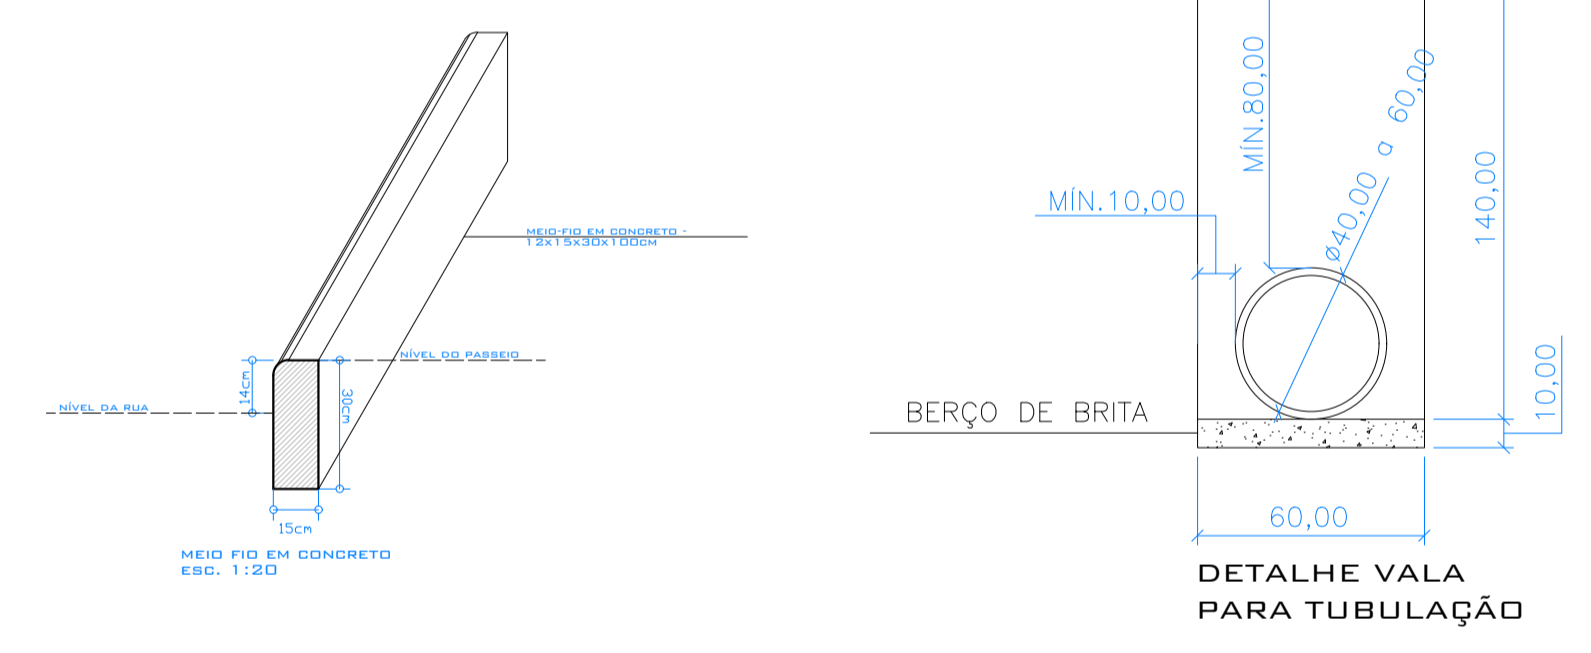 MEIO-FIO EM CONCRETO -
12x15x30x100cm
NÍVEL DO PASSEIO
14cm
30cm
NÍVEL DA RUA
15cm
MEIO FIO EM CONCRETO
ESC. 1:20
MÍN.80,00
Ø40,00 a 60,00
MÍN.10,00
140,00
10,00
BERÇO DE BRITA
60,00
DETALHE VALA
PARA TUBULAÇÃO